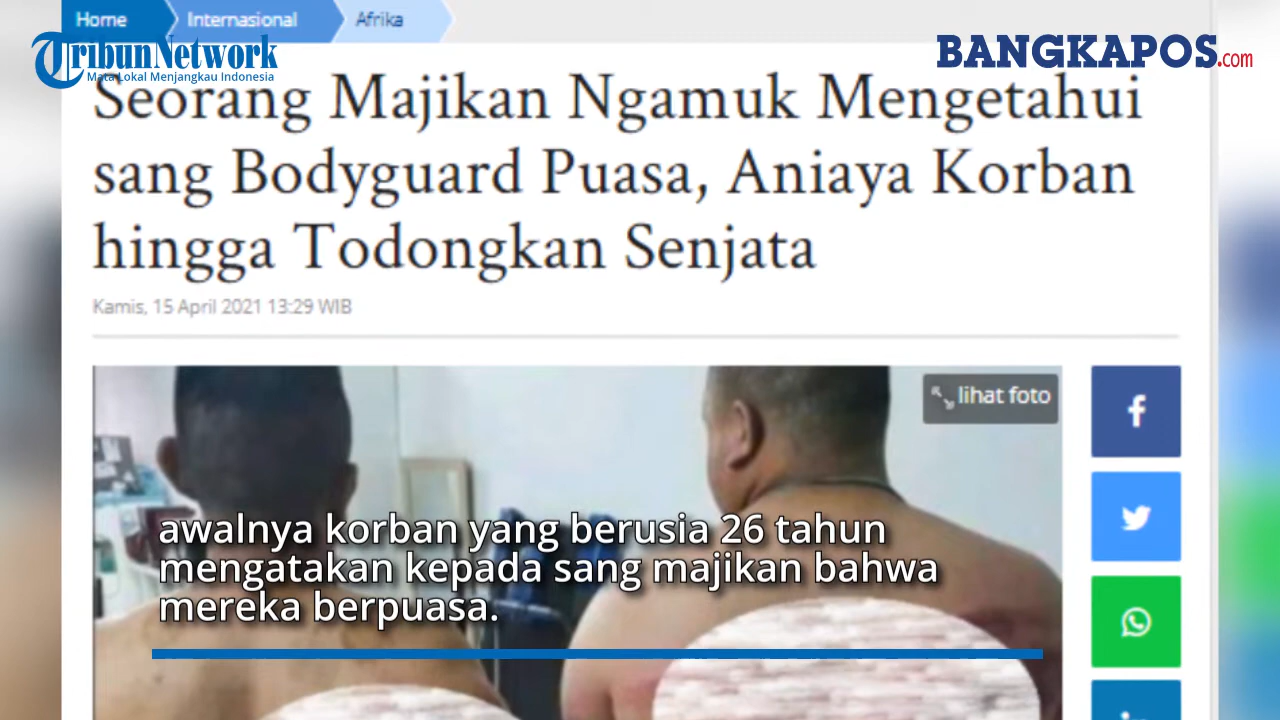 Home Internasional Afrika
TribunNetwork
Mata Lokal Menjangkau Indonesia
BANGKAPOS.com
Seorang Majikan Ngamuk Mengetahui
sang Bodyguard Puasa, Aniaya Korban
hingga Todongkan Senjata
Kamis, 15 April 2021 13:29 WIB
lihat foto
awalnya korban yang berusia 26 tahun
mengatakan kepada sang majikan bahwa
mereka berpuasa.